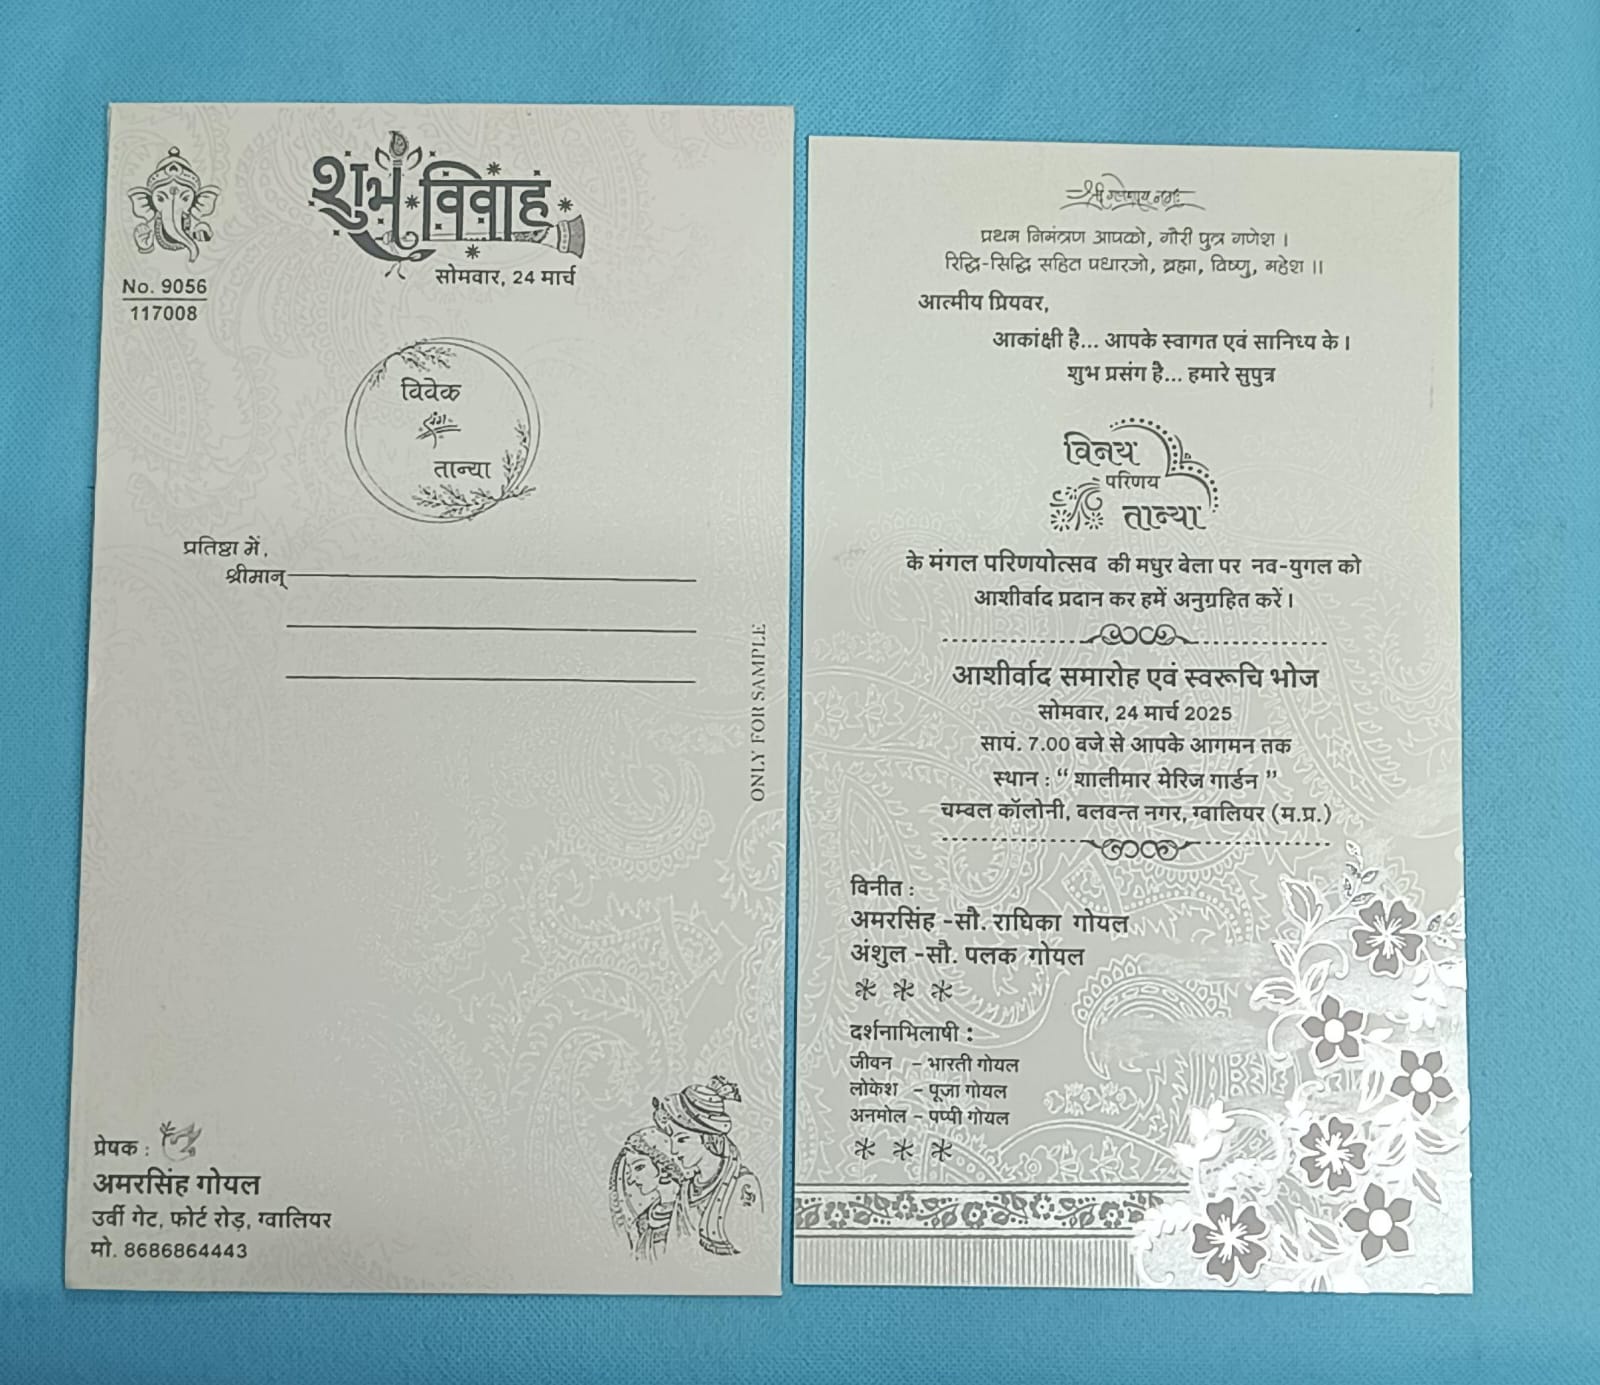 शुभ विवाह
सोमवार, 24 मार्च
No. 9056
117008
विवेक
संग
तान्या
प्रतिष्ठा में,
श्रीमान्
ONLY FOR SAMPLE
प्रेषक :
अमरसिंह गोयल
उर्वी गेट, फोर्ट रोड़, ग्वालियर
मो. 8686864443
श्री गणेशाय नमः
प्रथम निमंत्रण आपको, गौरी पुत्र गणेश ।
रिद्धि-सिद्धि सहित पधारजो, ब्रह्मा, विष्णु, महेश ।।
आत्मीय प्रियवर,
आकांक्षी है... आपके स्वागत एवं सानिध्य के ।
शुभ प्रसंग है... हमारे सुपुत्र
विनय
परिणय
तान्या
के मंगल परिणयोत्सव की मधुर बेला पर नव-युगल को
आशीर्वाद प्रदान कर हमें अनुग्रहित करें ।
आशीर्वाद समारोह एवं स्वरूचि भोज
सोमवार, 24 मार्च 2025
सायं. 7.00 बजे से आपके आगमन तक
स्थान : “ शालीमार मेरिज गार्डन ”
चम्बल कॉलोनी, बलवन्त नगर, ग्वालियर (म.प्र.)
विनीत :
अमरसिंह -सौ. राधिका गोयल
अंशुल -सौ. पलक गोयल
दर्शनाभिलाषी :
जीवन – भारती गोयल
लोकेश – पूजा गोयल
अनमोल – पप्पी गोयल